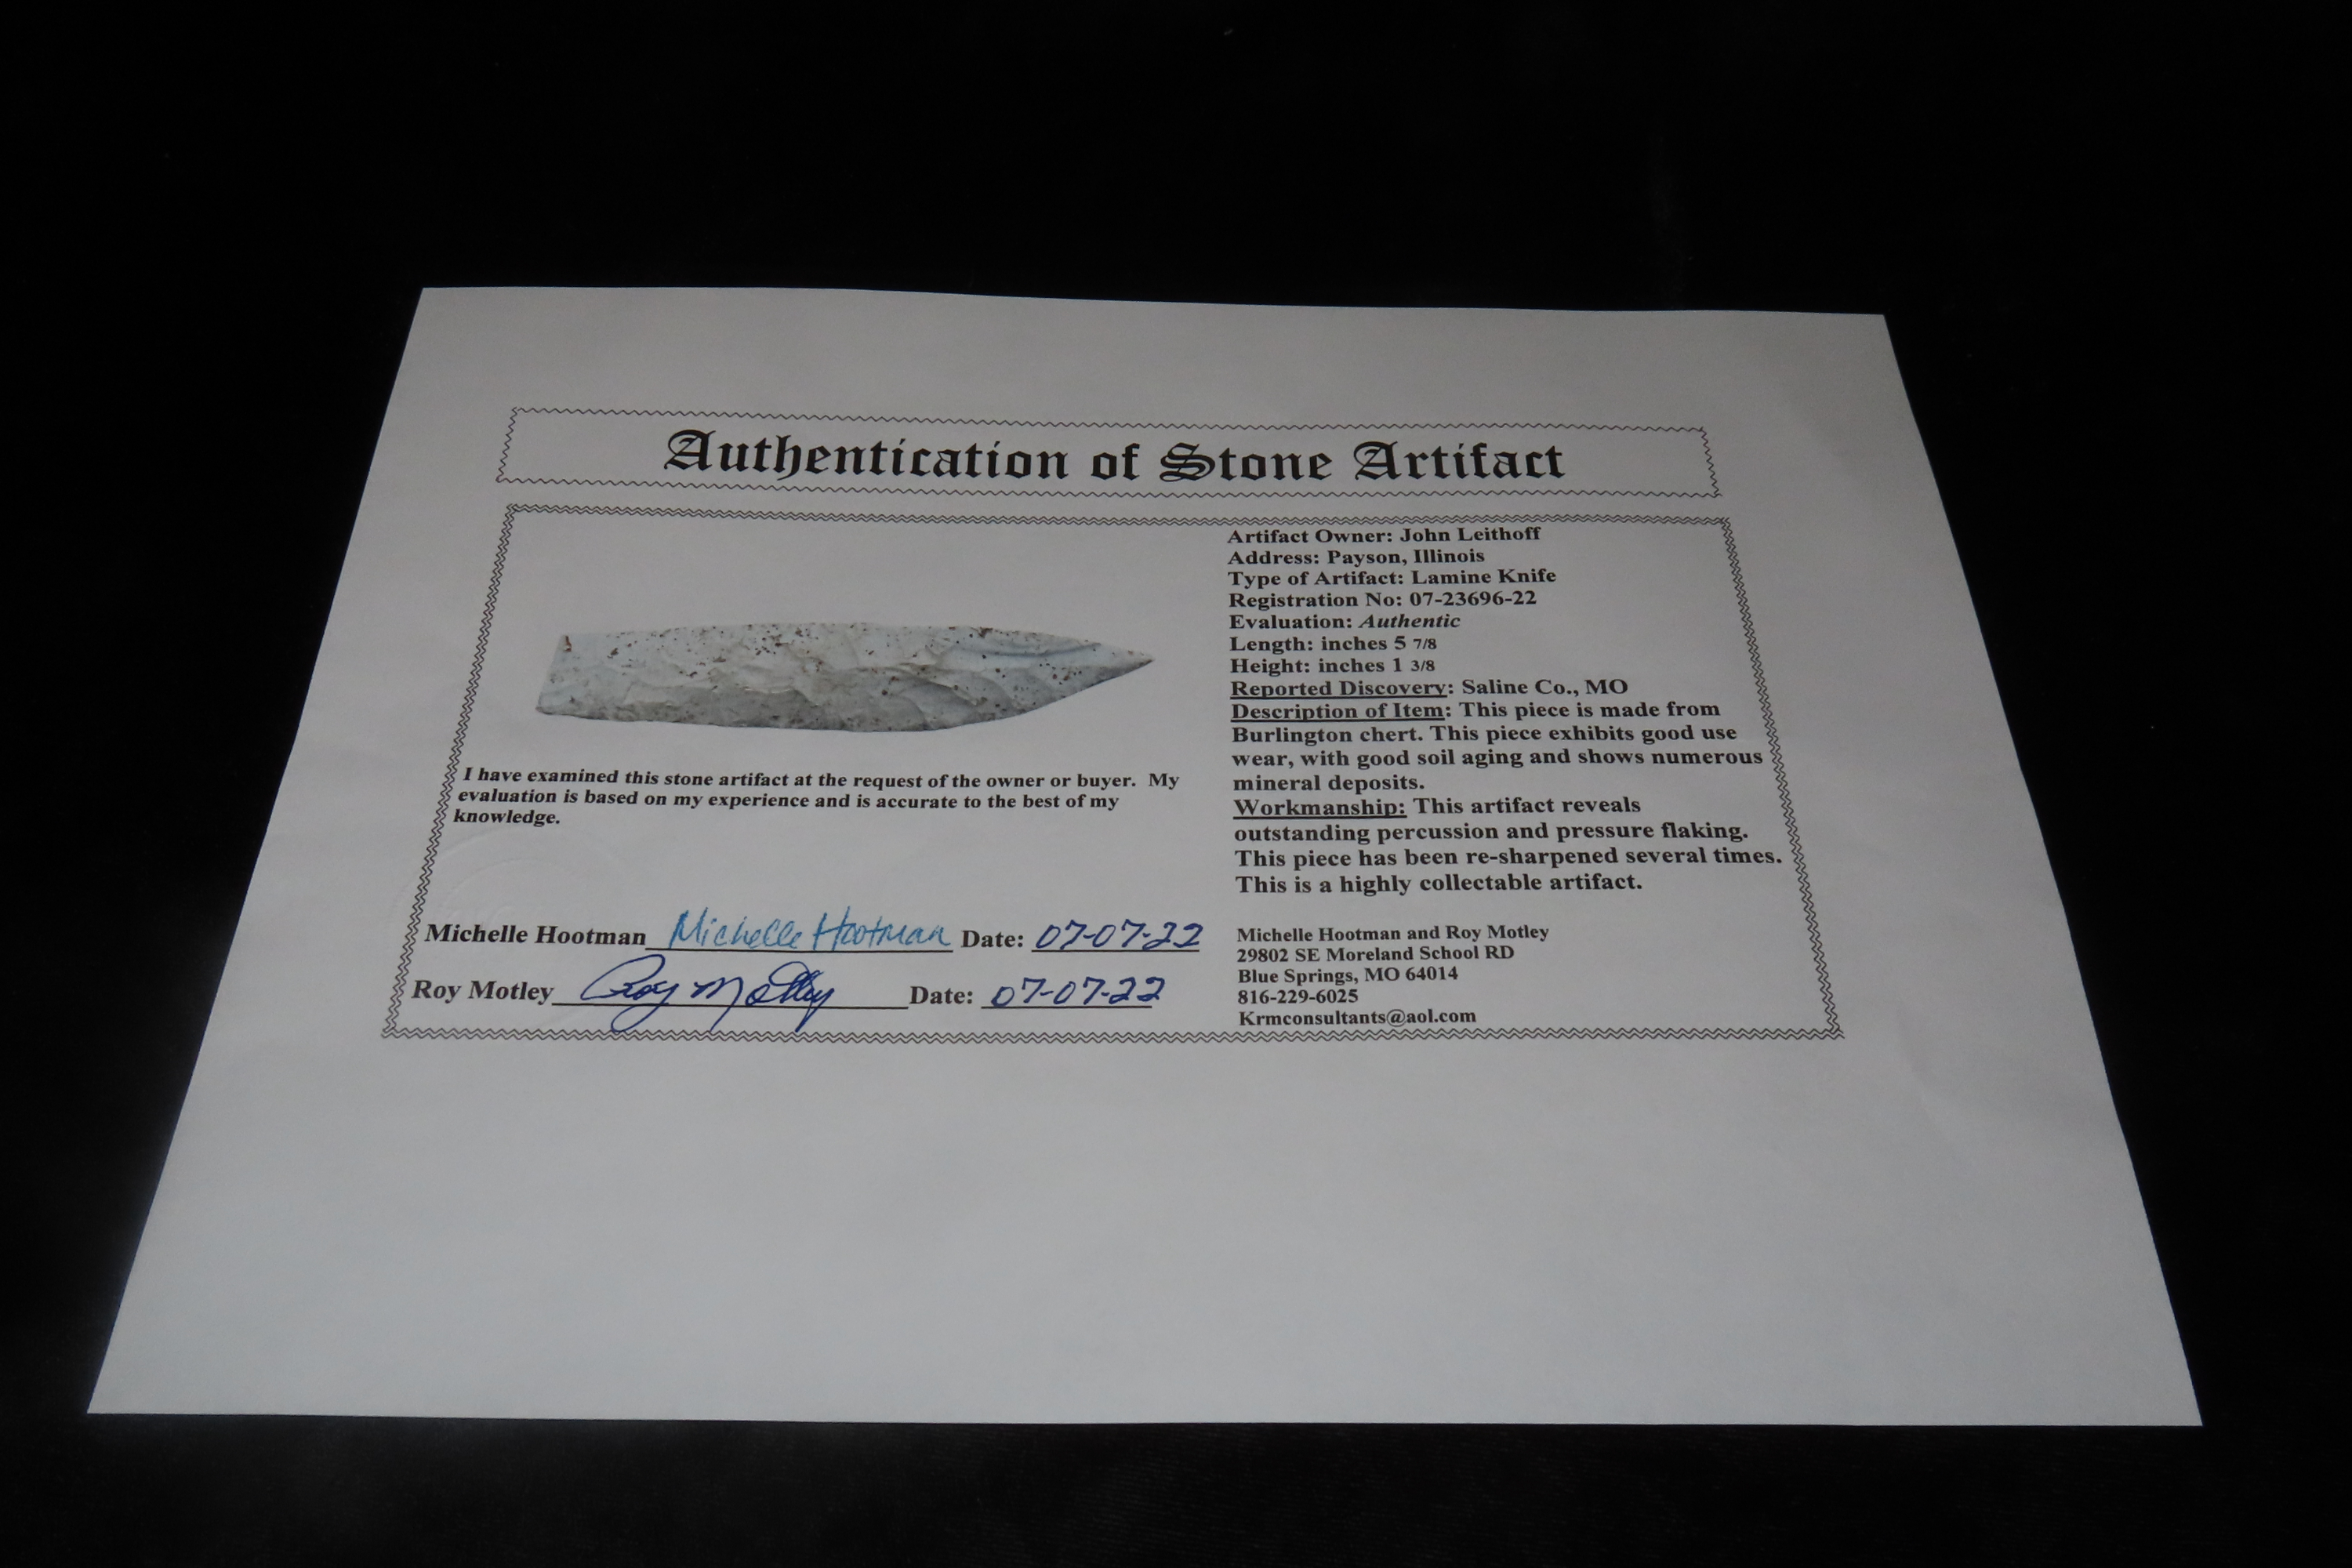 Authentication of Stone Artifact
Artifact Owner: John Leithoff
Address: Payson, Illinois
Type of Artifact: Lamine Knife
Registration No: 07-23696-22
Evaluation: Authentic
Length: inches 5 7/8
Height: inches 1 3/8
Reported Discovery: Saline Co., MO
Description of Item: This piece is made from
Burlington chert. This piece exhibits good use
wear, with good soil aging and shows numerous
mineral deposits.
Workmanship: This artifact reveals
outstanding percussion and pressure flaking.
This piece has been re-sharpened several times.
This is a highly collectable artifact.
I have examined this stone artifact at the request of the owner or buyer. My
evaluation is based on my experience and is accurate to the best of my
knowledge.
Michelle Hootman Michelle Hootman Date: 07-07-22
Roy Motley Roy Motley Date: 07-07-22
Michelle Hootman and Roy Motley
29802 SE Moreland School RD
Blue Springs, MO 64014
816-229-6025
Krmconsultants@aol.com